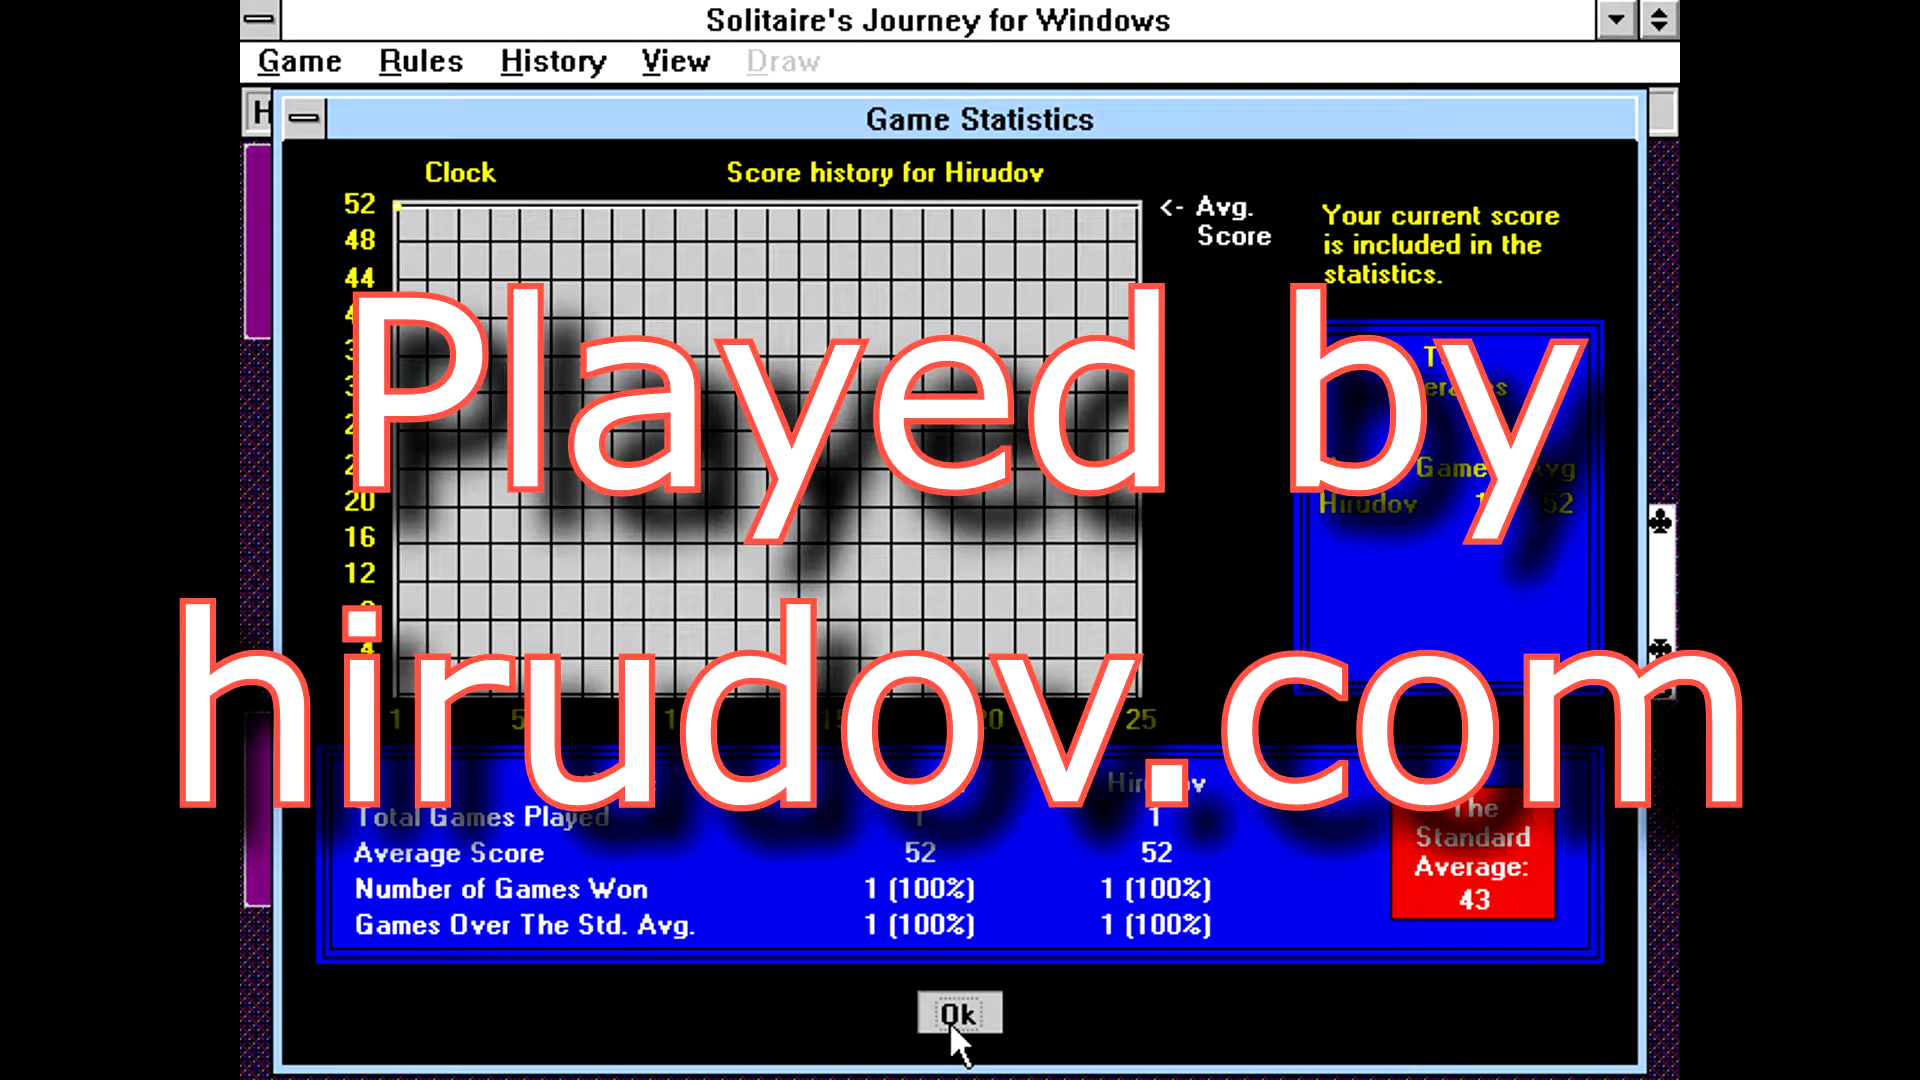 Solitaire's Journey for Windows
Game Rules History View Draw
H
Game Statistics
Clock Score history for Hirudov
52
48
44
20
16
12
<- Avg.
Score
Your current score
is included in the
statistics.
Played by
hirudov.com
Hirudov 52
1 25
Hirudov
Total Games Played 1 1
Average Score 52 52
Number of Games Won 1 (100%) 1 (100%)
Games Over The Std. Avg. 1 (100%) 1 (100%)
The
Standard
Average:
43
Ok